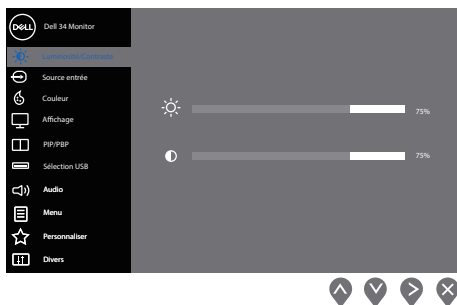 DELL
Dell 34 Monitor
Luminosité/Contraste
Source entrée
Couleur
Affichage
PIP/PBP
Sélection USB
Audio
Menu
Personnaliser
Divers
75%
75%